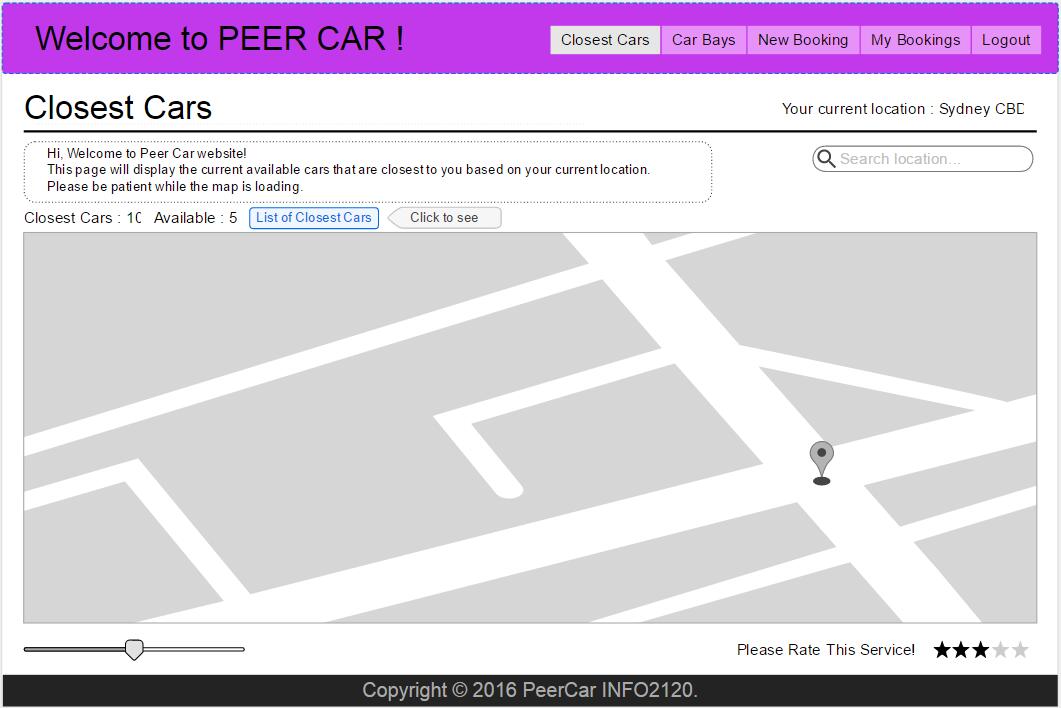 Welcome to PEER CAR !
Closest Cars Car Bays New Booking My Bookings Logout
Closest Cars
Your current location : Sydney CBD
Hi, Welcome to Peer Car website!
This page will display the current available cars that are closest to you based on your current location.
Please be patient while the map is loading.
Search location...
Closest Cars : 10 Available : 5 List of Closest Cars Click to see
Please Rate This Service!
Copyright © 2016 PeerCar INFO2120.